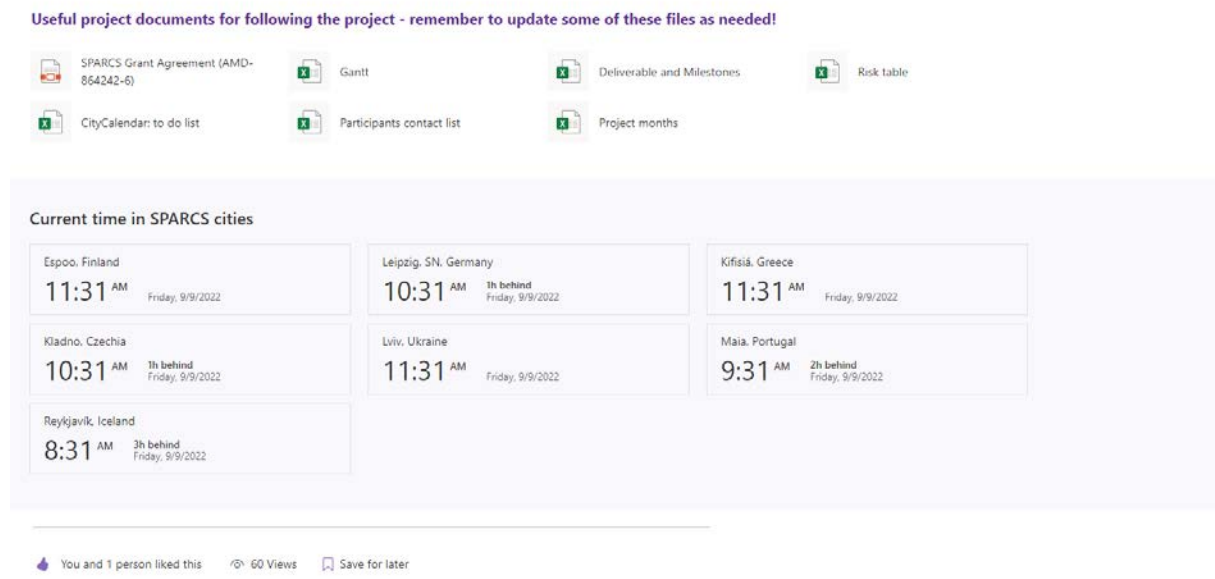 Useful project documents for following the project - remember to update some of these files as needed!
SPARCS Grant Agreement (AMD-
864242-6)
Gantt
Deliverable and Milestones
Risk table
CityCalendar: to do list
Participants contact list
Project months
Current time in SPARCS cities
Espoo, Finland
11:31 AM Friday, 9/9/2022
Leipzig, SN, Germany
10:31 AM 1h behind
Friday, 9/9/2022
Kifisiá, Greece
11:31 AM Friday, 9/9/2022
Kladno, Czechia
10:31 AM 1h behind
Friday, 9/9/2022
Lviv, Ukraine
11:31 AM Friday, 9/9/2022
Maia, Portugal
9:31 AM 2h behind
Friday, 9/9/2022
Reykjavík, Iceland
8:31 AM 3h behind
Friday, 9/9/2022
You and 1 person liked this 60 Views Save for later